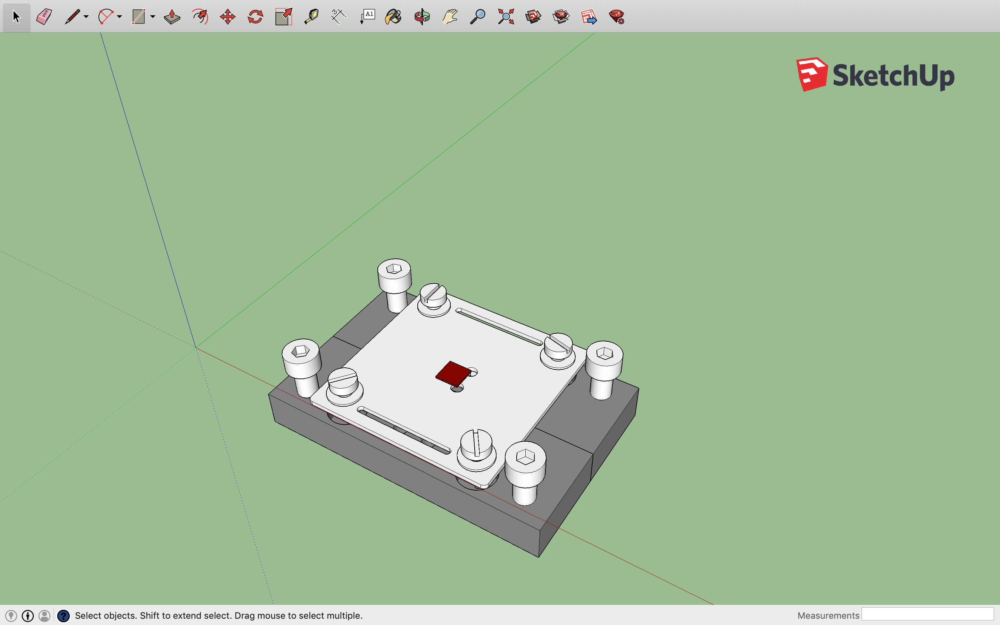 A1
SketchUp
Select objects. Shift to extend select. Drag mouse to select multiple.
Measurements